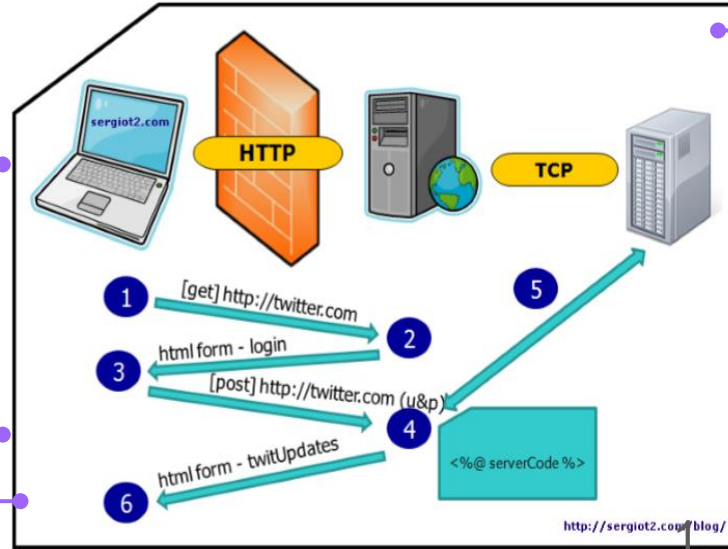 sergiot2.com
HTTP
TCP
1
[get] http://twitter.com
2
html form - login
3
[post] http://twitter.com (u&p)
4
5
<%@ serverCode %>
html form - twitUpdates
6
http://sergiot2.com/blog/
1